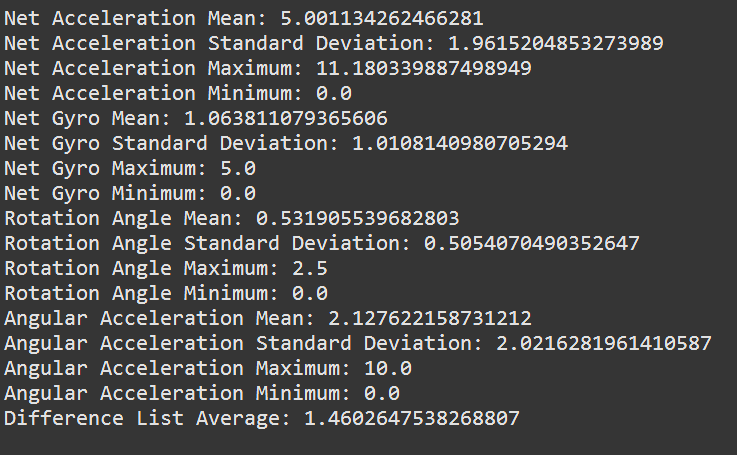 Net Acceleration Mean: 5.001134262466281
Net Acceleration Standard Deviation: 1.9615204853273989
Net Acceleration Maximum: 11.180339887498949
Net Acceleration Minimum: 0.0
Net Gyro Mean: 1.063811079365606
Net Gyro Standard Deviation: 1.0108140980705294
Net Gyro Maximum: 5.0
Net Gyro Minimum: 0.0
Rotation Angle Mean: 0.531905539682803
Rotation Angle Standard Deviation: 0.5054070490352647
Rotation Angle Maximum: 2.5
Rotation Angle Minimum: 0.0
Angular Acceleration Mean: 2.127622158731212
Angular Acceleration Standard Deviation: 2.0216281961410587
Angular Acceleration Maximum: 10.0
Angular Acceleration Minimum: 0.0
Difference List Average: 1.4602647538268807